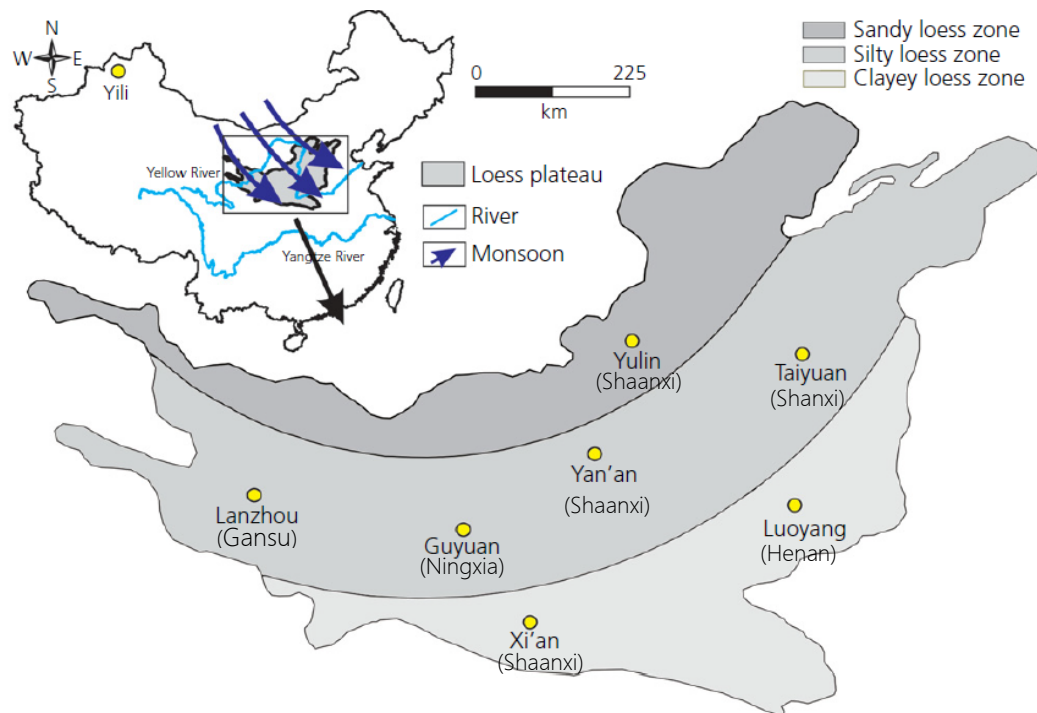 N
W E
S
Yili
0 225
km
Sandy loess zone
Silty loess zone
Clayey loess zone
Yellow River
Loess plateau
River
Monsoon
Yangtze River
Yulin
(Shaanxi)
Taiyuan
(Shanxi)
Yan'an
(Shaanxi)
Lanzhou
(Gansu)
Guyuan
(Ningxia)
Luoyang
(Henan)
Xi'an
(Shaanxi)